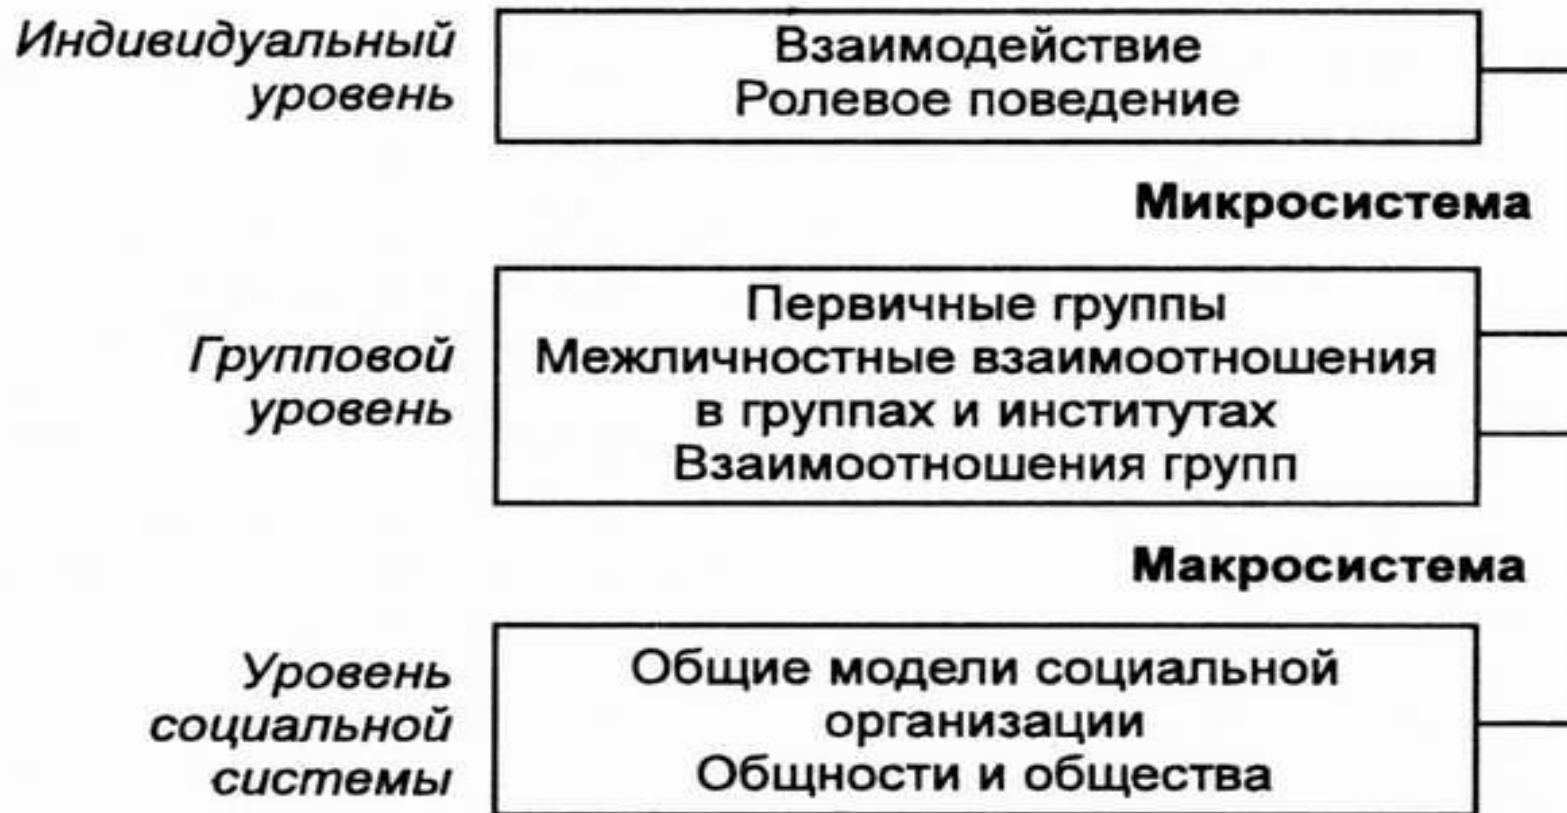 Индивидуальный
уровень
Взаимодействие
Ролевое поведение
Микросистема
Групповой
уровень
Первичные группы
Межличностные взаимоотношения
в группах и институтах
Взаимоотношения групп
Макросистема
Уровень
социальной
системы
Общие модели социальной
организации
Общности и общества